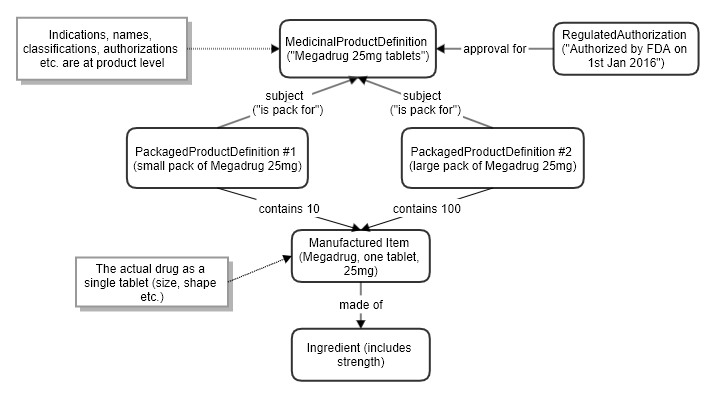 Indications, names,
classifications, authorizations
etc. are at product level
MedicinalProductDefinition
("Megadrug 25mg tablets")
approval for
RegulatedAuthorization
("Authorized by FDA on
1st Jan 2016")
subject
("is pack for")
subject
("is pack for")
PackagedProductDefinition #1
(small pack of Megadrug 25mg)
PackagedProductDefinition #2
(large pack of Megadrug 25mg)
contains 10
contains 100
Manufactured Item
(Megadrug, one tablet,
25mg)
The actual drug as a
single tablet (size, shape
etc.)
made of
Ingredient (includes
strength)